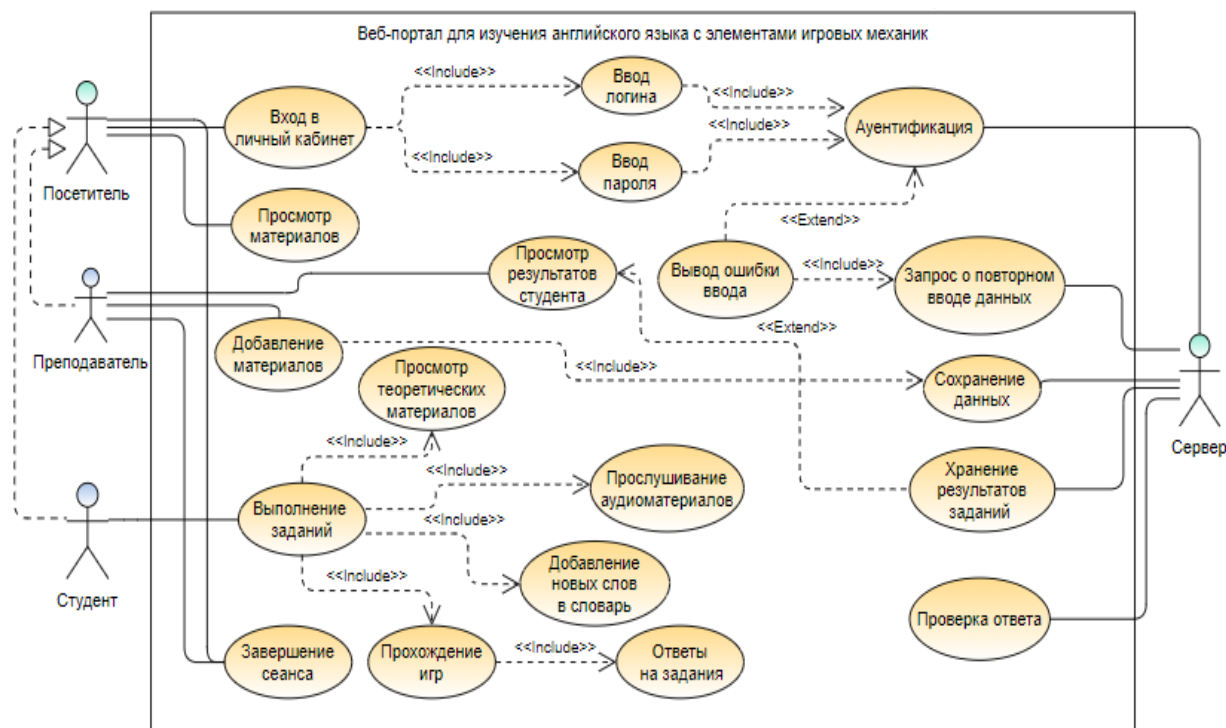 Веб-портал для изучения английского языка с элементами игровых механик
<<Include>>
Ввод
логина
<<Include>>
Вход в
личный кабинет
Ауентификация
<<Include>>
<<Include>>
Ввод
пароля
Посетитель
Просмотр
материалов
<<Extend>>
Просмотр
результатов
студента
Вывод ошибки
ввода
<<Include>>
Запрос о повторном
вводе данных
<<Extend>>
Преподаватель
Добавление
материалов
Просмотр
теоретических
материалов
<<Include>>
Сохранение
данных
Сервер
<<Include>>
<<Include>>
Прослушивание
аудиоматериалов
Хранение
результатов
заданий
Выполнение
заданий
<<Include>>
Студент
<<Include>>
Добавление
новых слов
в словарь
Проверка ответа
Завершение
сеанса
Прохождение
игр
<<Include>>
Ответы
на задания